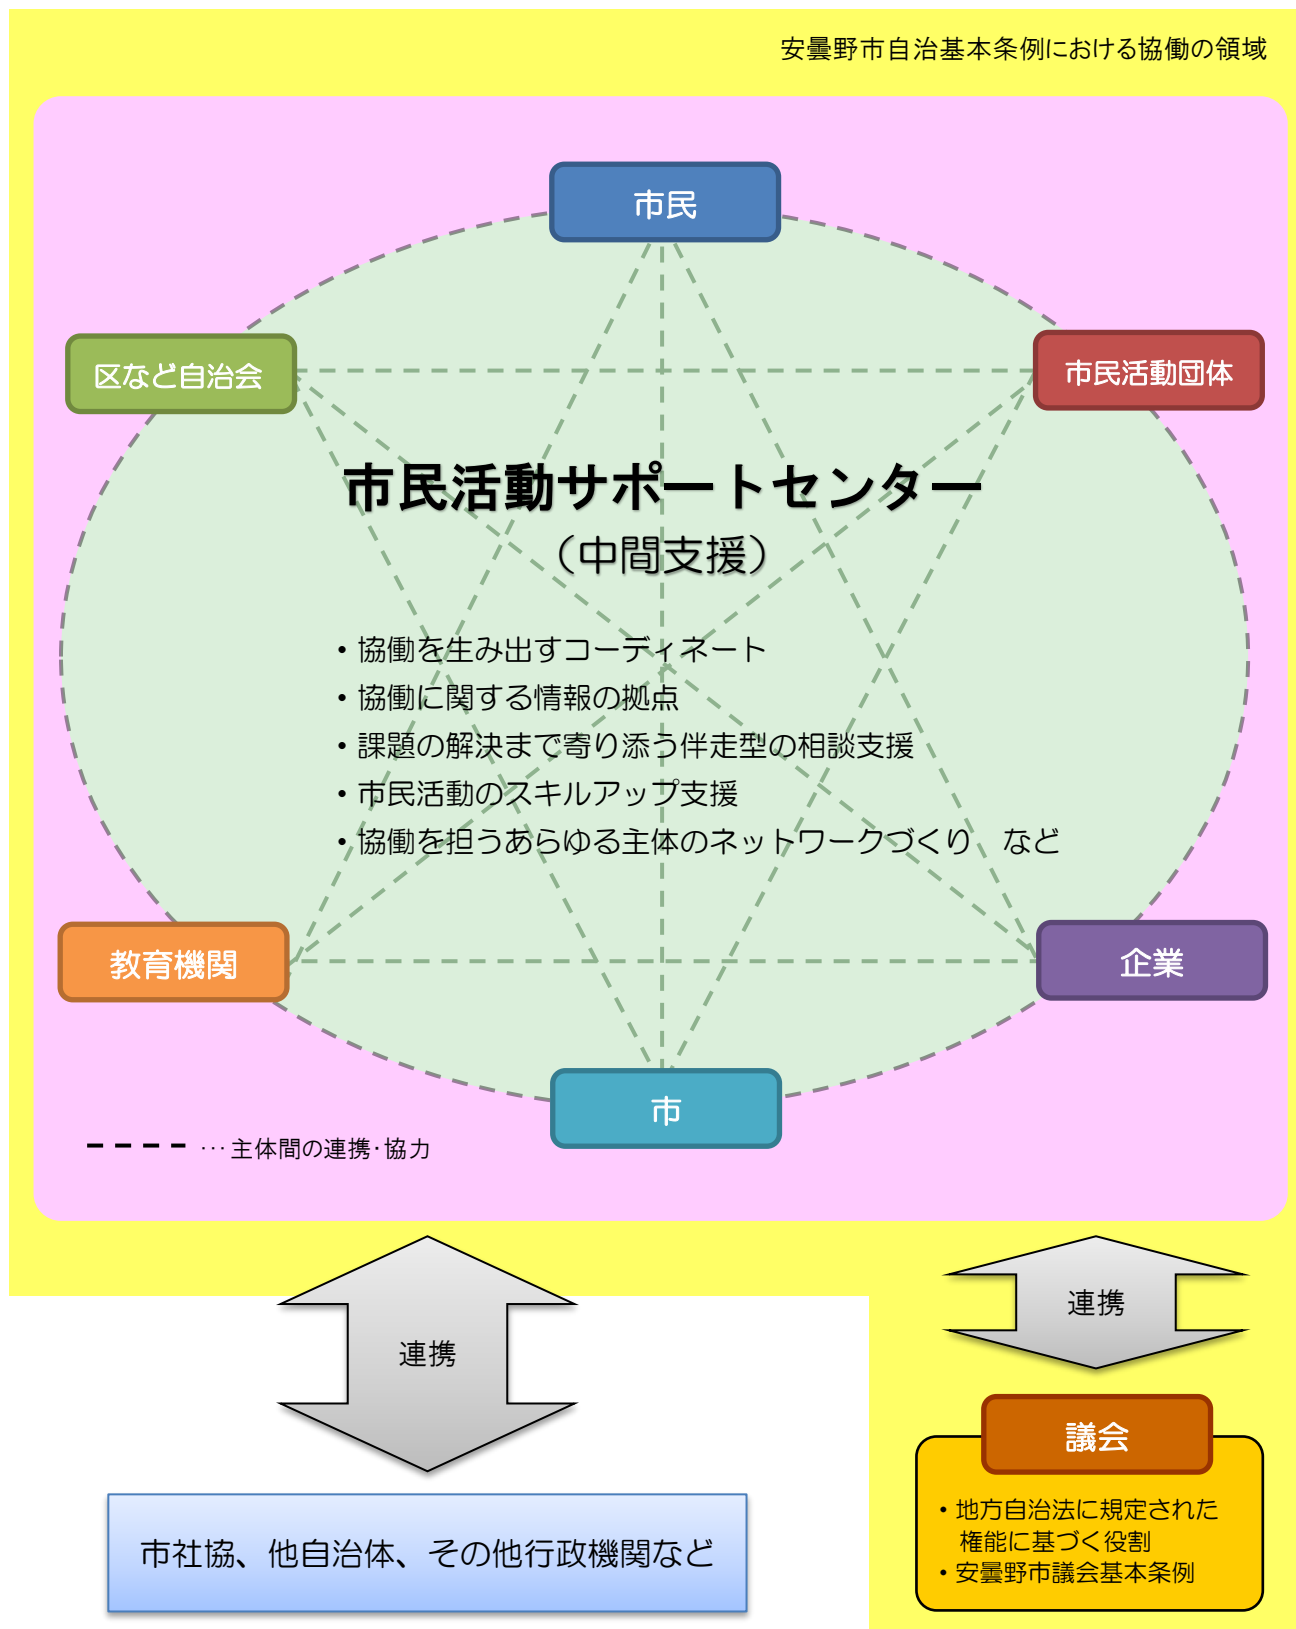 安曇野市自治基本条例における協働の領域
市民
区など自治会
市民活動団体
市民活動サポートセンター
（中間支援）
・協働を生み出すコーディネート
・協働に関する情報の拠点
・課題の解決まで寄り添う伴走型の相談支援
・市民活動のスキルアップ支援
・協働を担うあらゆる主体のネットワークづくり　など
教育機関
企業
市
…主体間の連携・協力
連携
連携
議会
・地方自治法に規定された
権能に基づく役割
・安曇野市議会基本条例
市社協、他自治体、その他行政機関など